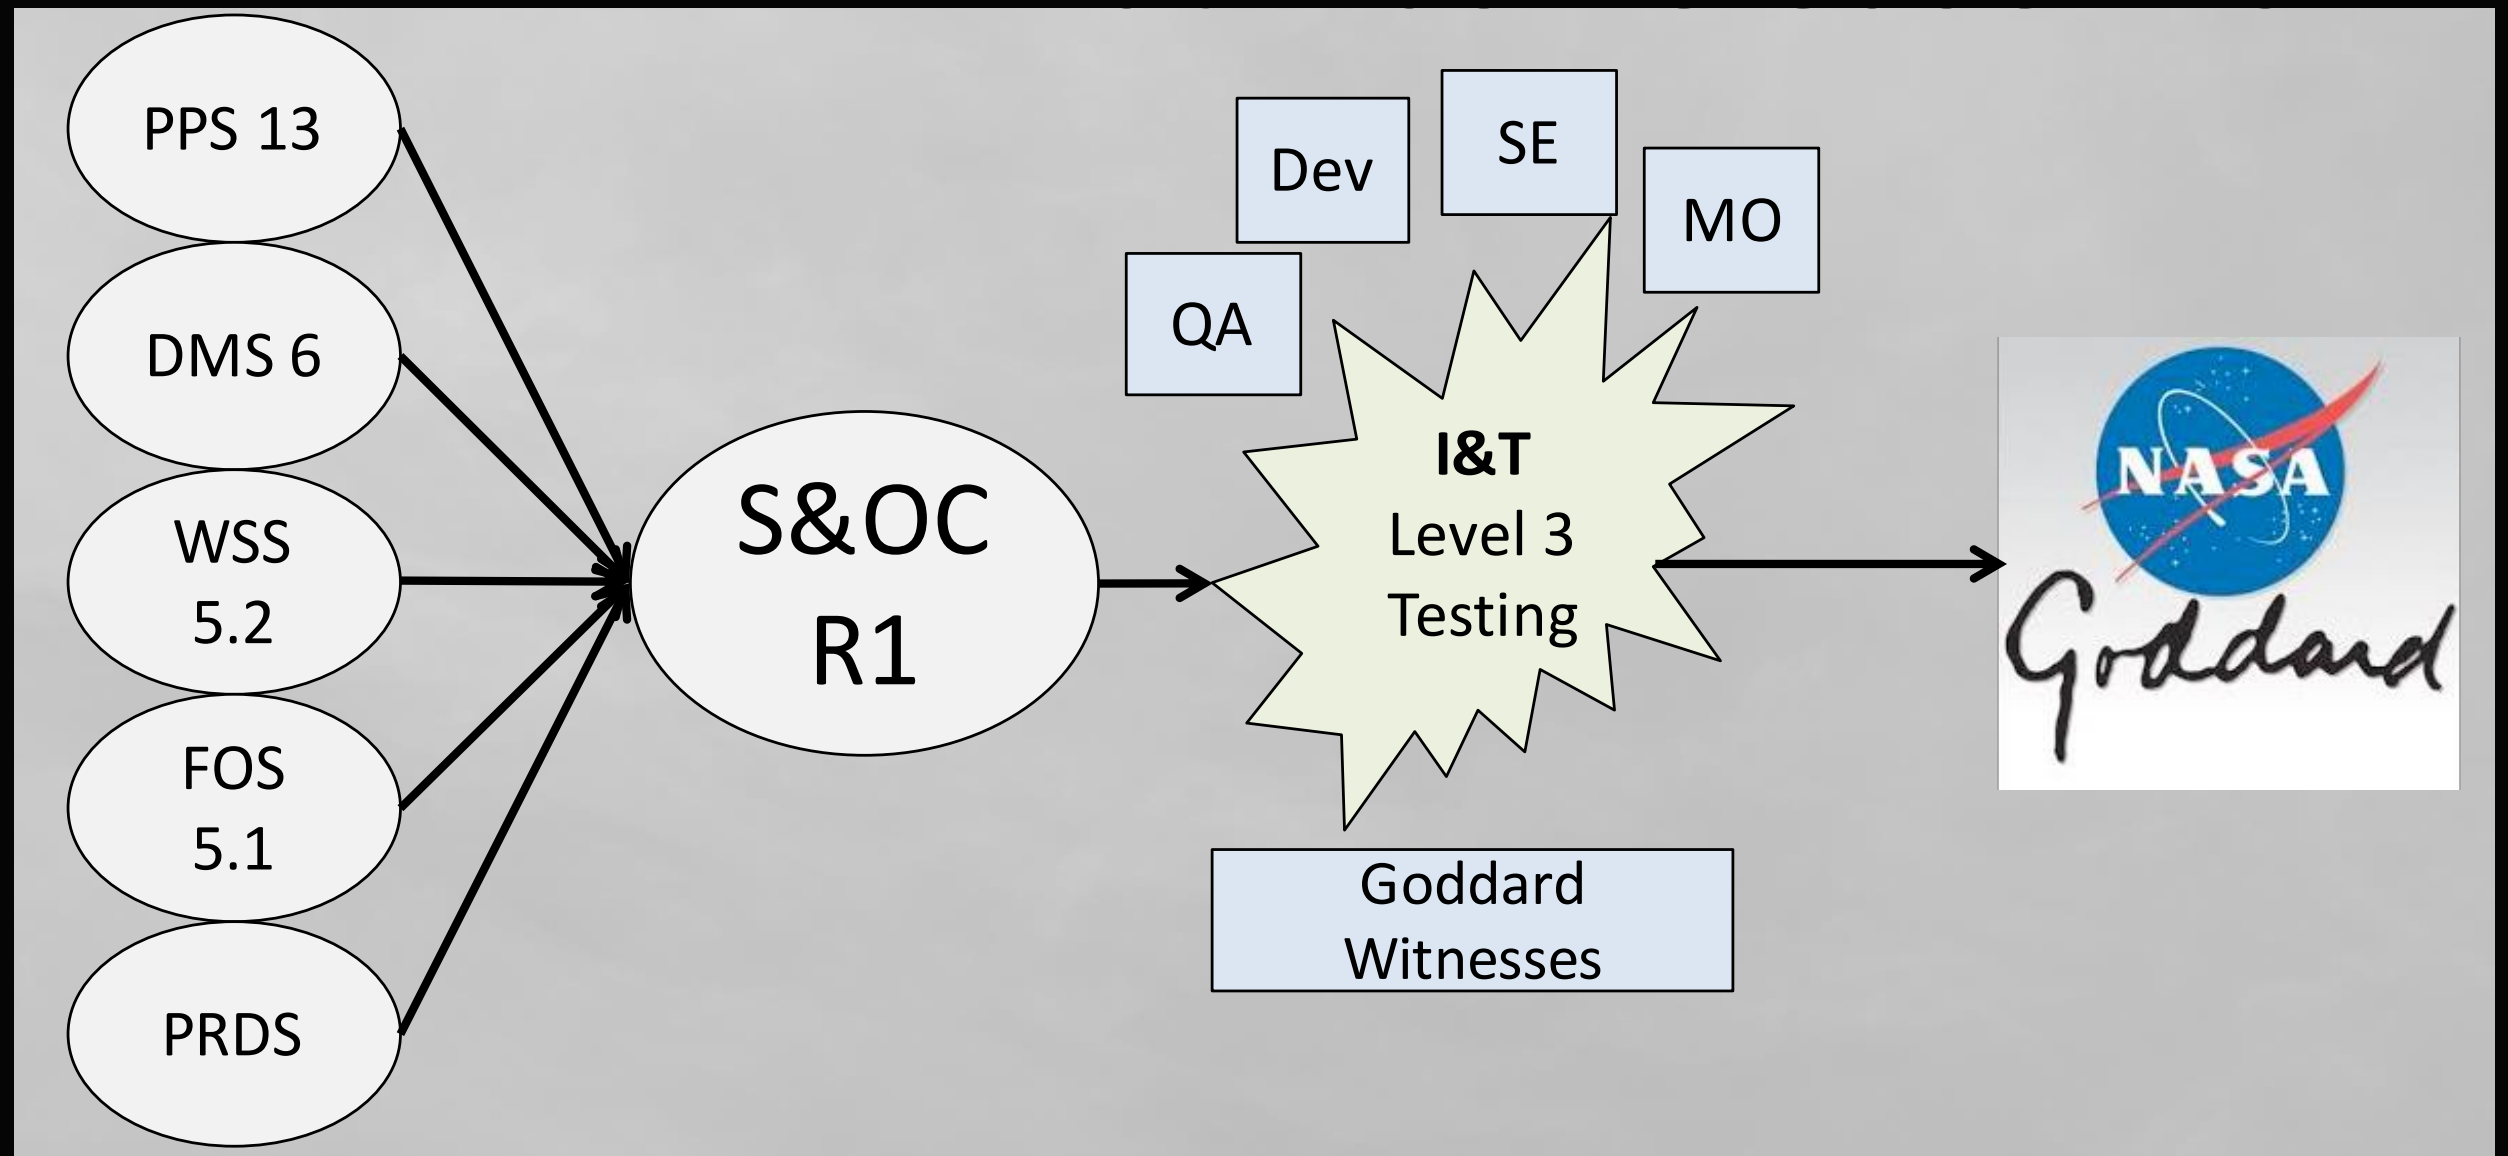 PPS 13
DMS 6
WSS
5.2
FOS
5.1
PRDS
S&OC
R1
QA
Dev
SE
MO
I&T
Level 3
Testing
Goddard
Witnesses
NASA
Goddard